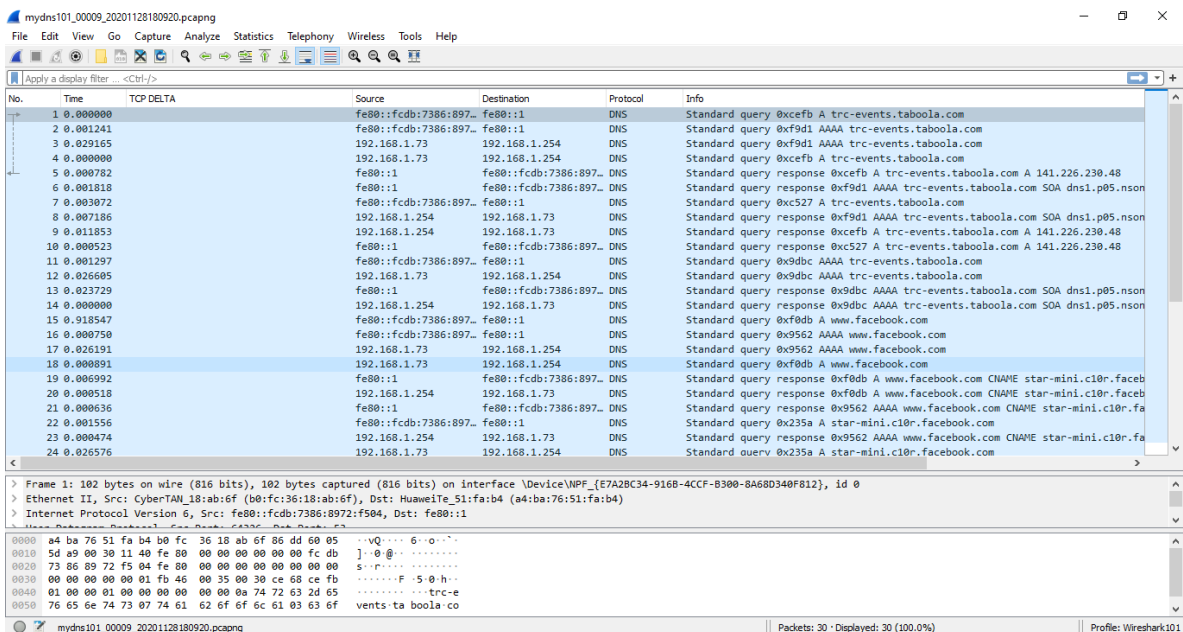 mydns101_00009_20201128180920.pcapng
File Edit View Go Capture Analyze Statistics Telephony Wireless Tools Help
Apply a display filter ... <Ctrl-/>
No. Time TCP DELTA Source Destination Protocol Info
1 0.000000 fe80::fcdb:7386:897… fe80::1 DNS Standard query 0xcefb A trc-events.taboola.com
2 0.001241 fe80::fcdb:7386:897… fe80::1 DNS Standard query 0xf9d1 AAAA trc-events.taboola.com
3 0.029165 192.168.1.73 192.168.1.254 DNS Standard query 0xf9d1 AAAA trc-events.taboola.com
4 0.000000 192.168.1.73 192.168.1.254 DNS Standard query 0xcefb A trc-events.taboola.com
5 0.000782 fe80::1 fe80::fcdb:7386:897… DNS Standard query response 0xcefb A trc-events.taboola.com A 141.226.230.48
6 0.001818 fe80::1 fe80::fcdb:7386:897… DNS Standard query response 0xf9d1 AAAA trc-events.taboola.com SOA dns1.p05.nson
7 0.003072 fe80::fcdb:7386:897… fe80::1 DNS Standard query 0xc527 A trc-events.taboola.com
8 0.007186 192.168.1.254 192.168.1.73 DNS Standard query response 0xf9d1 AAAA trc-events.taboola.com SOA dns1.p05.nson
9 0.011853 192.168.1.254 192.168.1.73 DNS Standard query response 0xcefb A trc-events.taboola.com A 141.226.230.48
10 0.000523 fe80::1 fe80::fcdb:7386:897… DNS Standard query response 0xc527 A trc-events.taboola.com A 141.226.230.48
11 0.001297 fe80::fcdb:7386:897… fe80::1 DNS Standard query 0x9dbc AAAA trc-events.taboola.com
12 0.026605 192.168.1.73 192.168.1.254 DNS Standard query 0x9dbc AAAA trc-events.taboola.com
13 0.023729 fe80::1 fe80::fcdb:7386:897… DNS Standard query response 0x9dbc AAAA trc-events.taboola.com SOA dns1.p05.nson
14 0.000000 192.168.1.254 192.168.1.73 DNS Standard query response 0x9dbc AAAA trc-events.taboola.com SOA dns1.p05.nson
15 0.918547 fe80::fcdb:7386:897… fe80::1 DNS Standard query 0xf0db A www.facebook.com
16 0.000750 fe80::fcdb:7386:897… fe80::1 DNS Standard query 0x9562 AAAA www.facebook.com
17 0.026191 192.168.1.73 192.168.1.254 DNS Standard query 0x9562 AAAA www.facebook.com
18 0.000891 192.168.1.73 192.168.1.254 DNS Standard query 0xf0db A www.facebook.com
19 0.006992 fe80::1 fe80::fcdb:7386:897… DNS Standard query response 0xf0db A www.facebook.com CNAME star-mini.c10r.faceb
20 0.000518 192.168.1.254 192.168.1.73 DNS Standard query response 0xf0db A www.facebook.com CNAME star-mini.c10r.faceb
21 0.000636 fe80::1 fe80::fcdb:7386:897… DNS Standard query response 0x9562 AAAA www.facebook.com CNAME star-mini.c10r.fa
22 0.001556 fe80::fcdb:7386:897… fe80::1 DNS Standard query 0x235a A star-mini.c10r.facebook.com
23 0.000474 192.168.1.254 192.168.1.73 DNS Standard query response 0x9562 AAAA www.facebook.com CNAME star-mini.c10r.fa
24 0.026576 192.168.1.73 192.168.1.254 DNS Standard query 0x235a A star-mini.c10r.facebook.com
> Frame 1: 102 bytes on wire (816 bits), 102 bytes captured (816 bits) on interface \Device\NPF_{E7A2BC34-916B-4CCF-B300-8A68D340F812}, id 0
> Ethernet II, Src: CyberTAN_18:ab:6f (b0:fc:36:18:ab:6f), Dst: HuaweiTe_51:fa:b4 (a4:ba:76:51:fa:b4)
> Internet Protocol Version 6, Src: fe80::fcdb:7386:8972:f504, Dst: fe80::1
0000 a4 ba 76 51 fa b4 b0 fc 36 18 ab 6f 86 dd 60 05 ··vQ···· 6··o··`·
0010 5d a9 00 30 11 40 fe 80 00 00 00 00 00 00 fc db ]··0·@·· ········
0020 73 86 89 72 f5 04 fe 80 00 00 00 00 00 00 00 00 s··r···· ········
0030 00 00 00 00 00 01 fb 46 00 35 00 30 ce 68 ce fb ·······F ·5·0·h··
0040 01 00 00 01 00 00 00 00 00 00 0a 74 72 63 2d 65 ········ ···trc-e
0050 76 65 6e 74 73 07 74 61 62 6f 6f 6c 61 03 63 6f vents·ta boola·co
mydns101_00009_20201128180920.pcapng Packets: 30 · Displayed: 30 (100.0%) Profile: Wireshark101